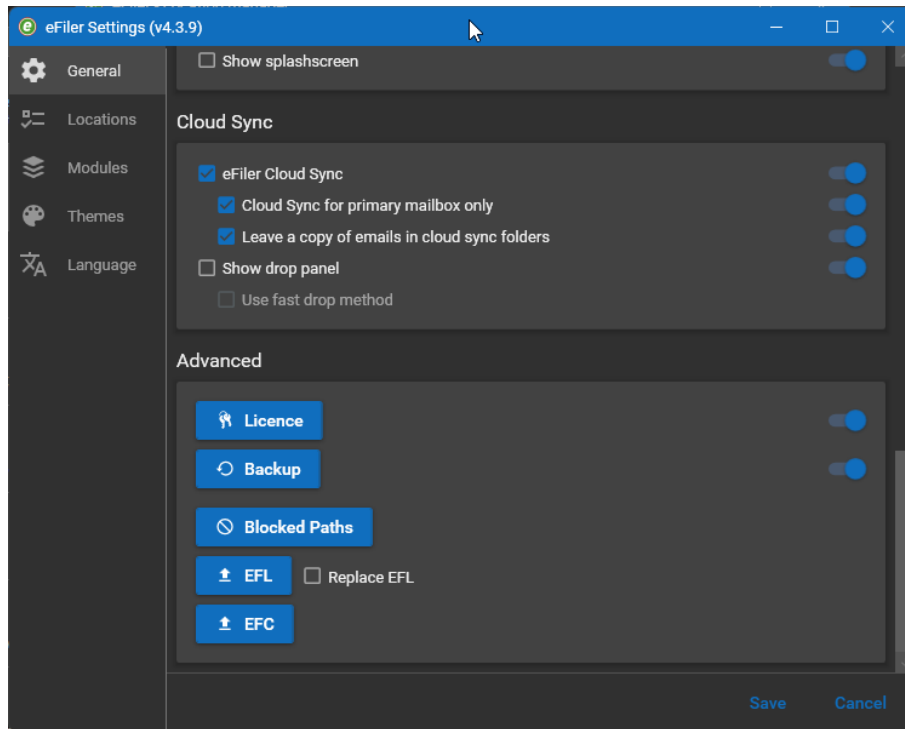 eFiler Settings (v4.3.9)
General
Locations
Modules
Themes
Language
Show splashscreen
Cloud Sync
eFiler Cloud Sync
Cloud Sync for primary mailbox only
Leave a copy of emails in cloud sync folders
Show drop panel
Use fast drop method
Advanced
Licence
Backup
Blocked Paths
EFL Replace EFL
EFC
Save Cancel